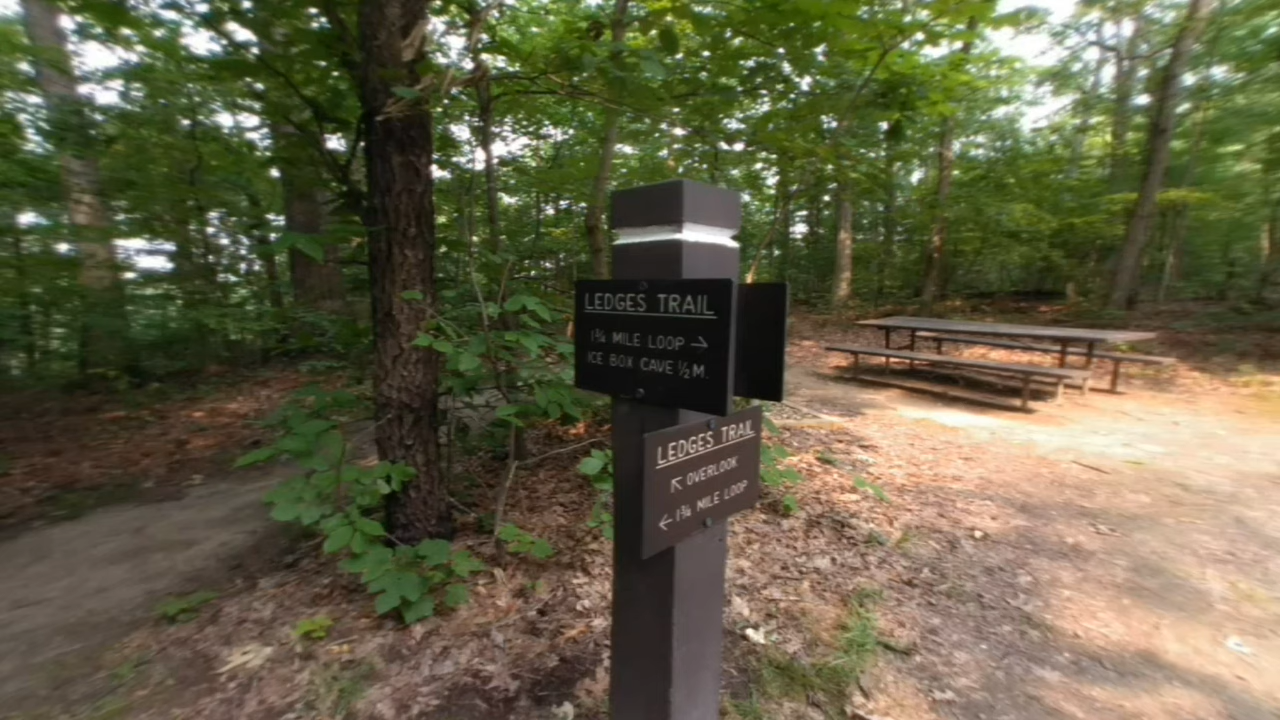 LEDGES TRAIL
1¾ MILE LOOP →
ICE BOX CAVE ½ M.
LEDGES TRAIL
↖ OVERLOOK
← 1¾ MILE LOOP